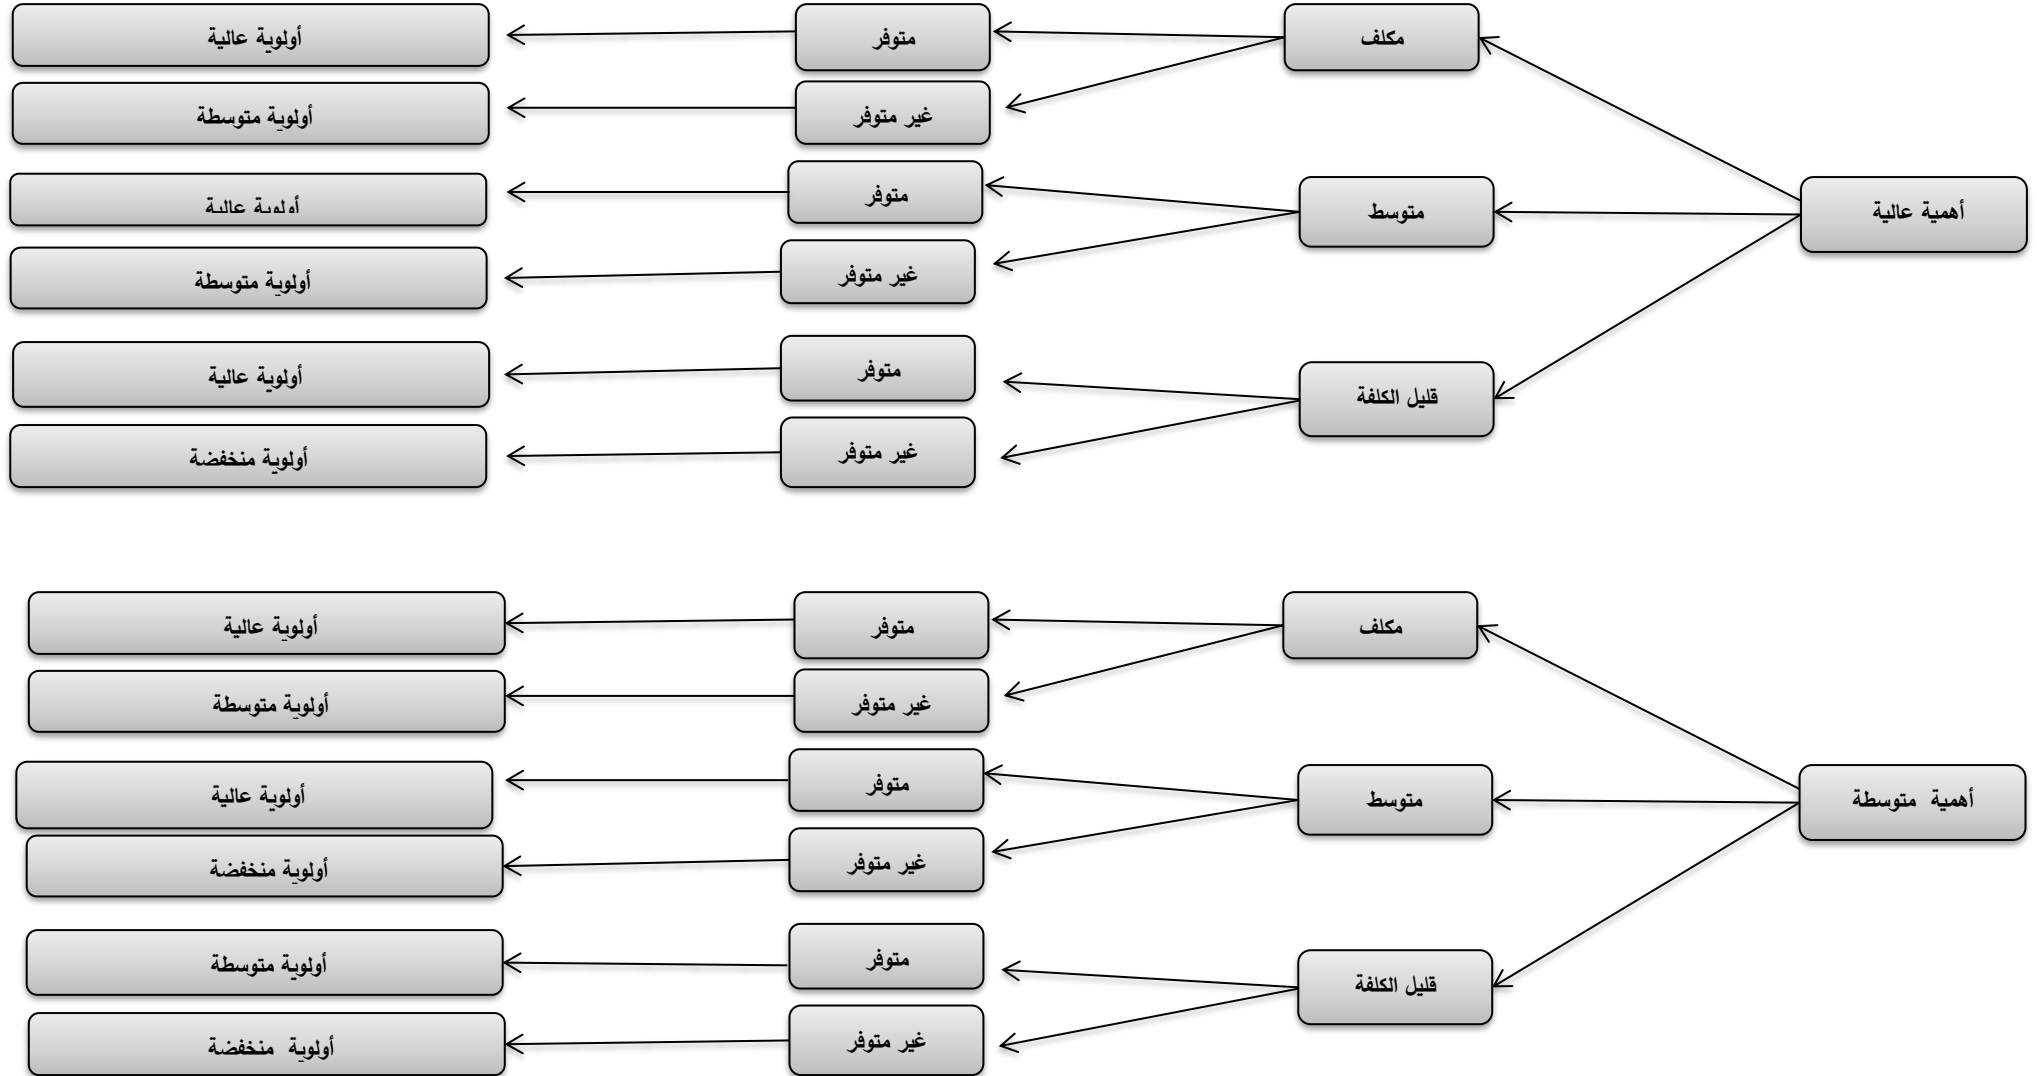 مكلف
متوفر
أولوية عالية
غير متوفر
أولوية متوسطة
أهمية عالية
متوسط
متوفر
أولوية عالية
غير متوفر
أولوية متوسطة
قليل الكلفة
متوفر
أولوية عالية
غير متوفر
أولوية منخفضة
مكلف
متوفر
أولوية عالية
غير متوفر
أولوية متوسطة
أهمية متوسطة
متوسط
متوفر
أولوية عالية
غير متوفر
أولوية منخفضة
قليل الكلفة
متوفر
أولوية متوسطة
غير متوفر
أولوية منخفضة